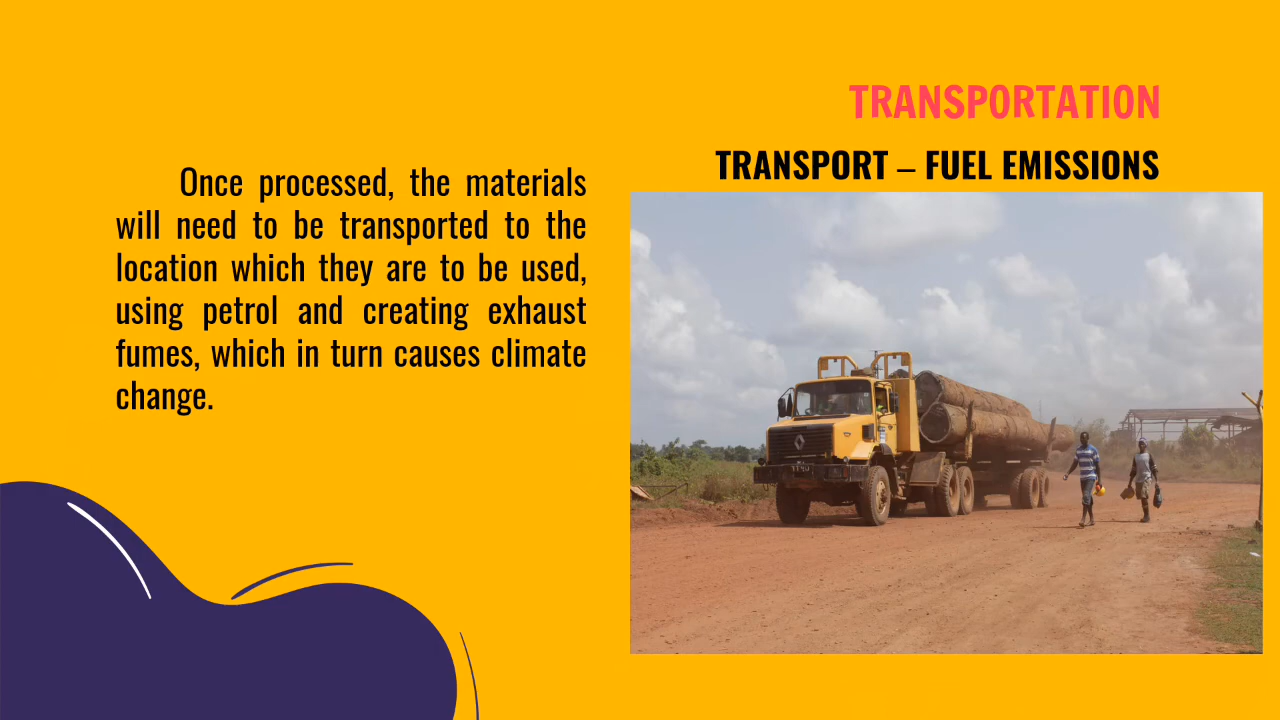 TRANSPORTATION
TRANSPORT – FUEL EMISSIONS
Once processed, the materials
will need to be transported to the
location which they are to be used,
using petrol and creating exhaust
fumes, which in turn causes climate
change.